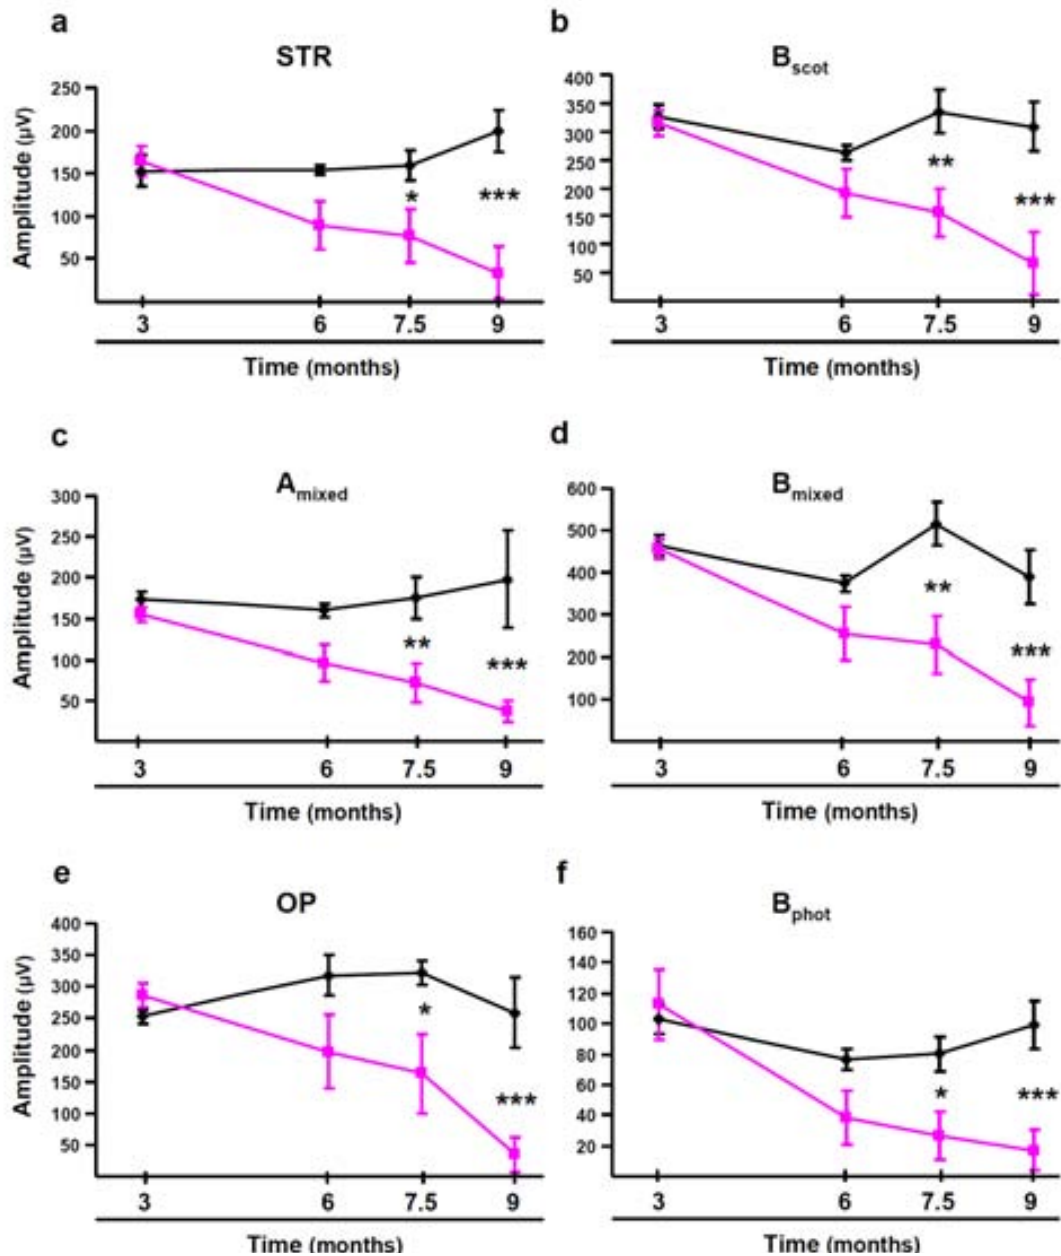 a
STR
250
200
150
100
50
Amplitude (µV)
* ***
3 6 7.5 9
Time (months)
b
Bscot
400
350
300
250
200
150
100
50
** ***
3 6 7.5 9
Time (months)
c
Amixed
300
250
200
150
100
50
Amplitude (µV)
** ***
3 6 7.5 9
Time (months)
d
Bmixed
600
500
400
300
200
100
** ***
3 6 7.5 9
Time (months)
e
OP
400
350
300
250
200
150
100
50
Amplitude (µV)
* ***
3 6 7.5 9
Time (months)
f
Bphot
160
140
120
100
80
60
40
20
* ***
3 6 7.5 9
Time (months)